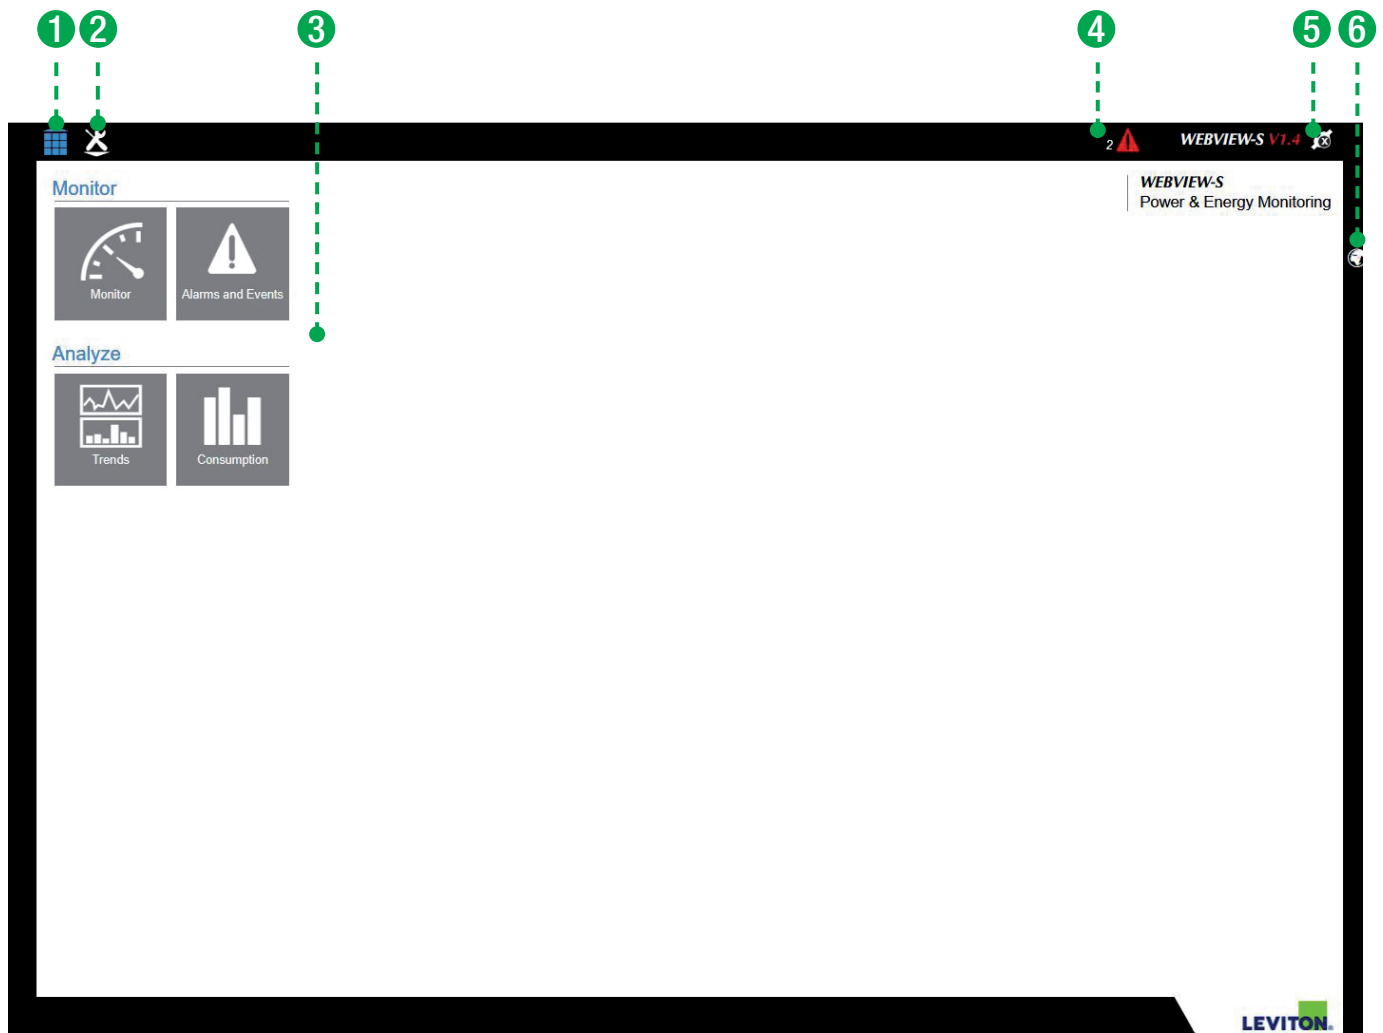 1 2 3 4 5 6
2 WEBVIEW-S V1.4
WEBVIEW-S
Power & Energy Monitoring
Monitor
Monitor Alarms and Events
Analyze
Trends Consumption
LEVITON®